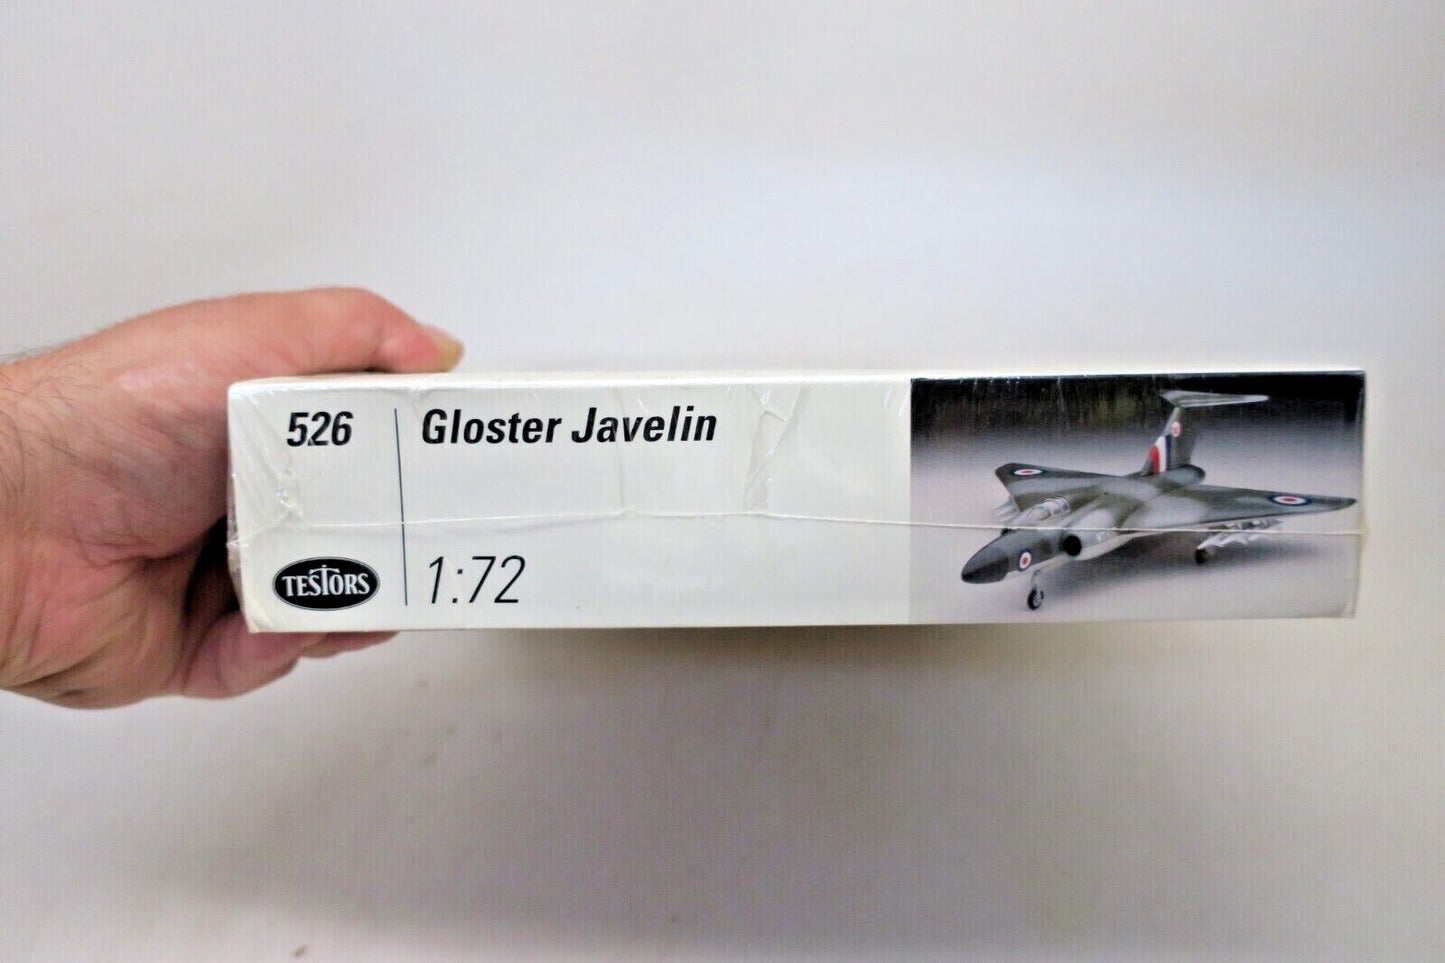 526
Gloster Javelin
TESTORS
1:72